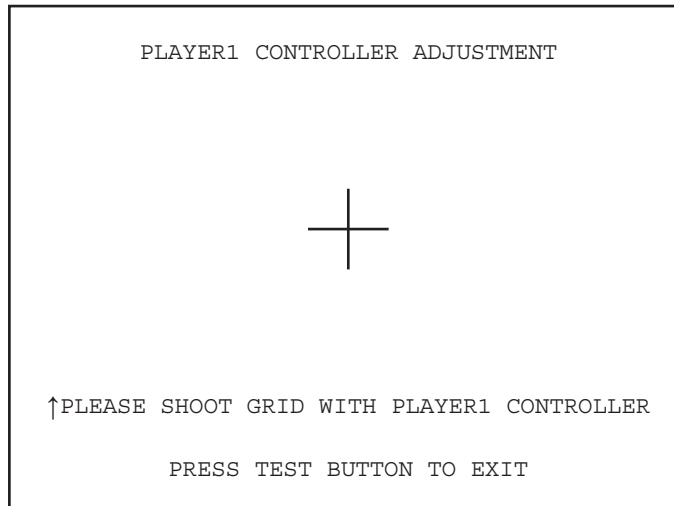 PLAYER1 CONTROLLER ADJUSTMENT
↑PLEASE SHOOT GRID WITH PLAYER1 CONTROLLER
PRESS TEST BUTTON TO EXIT